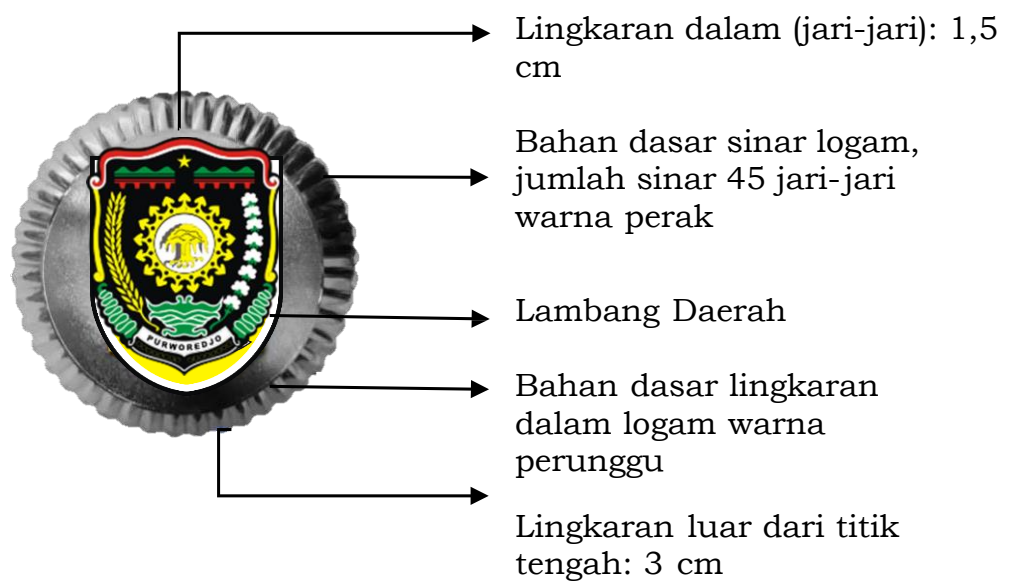 Lingkaran dalam (jari-jari): 1,5
cm
Bahan dasar sinar logam,
jumlah sinar 45 jari-jari
warna perak
Lambang Daerah
PURWOREDJO
Bahan dasar lingkaran
dalam logam warna
perunggu
Lingkaran luar dari titik
tengah: 3 cm